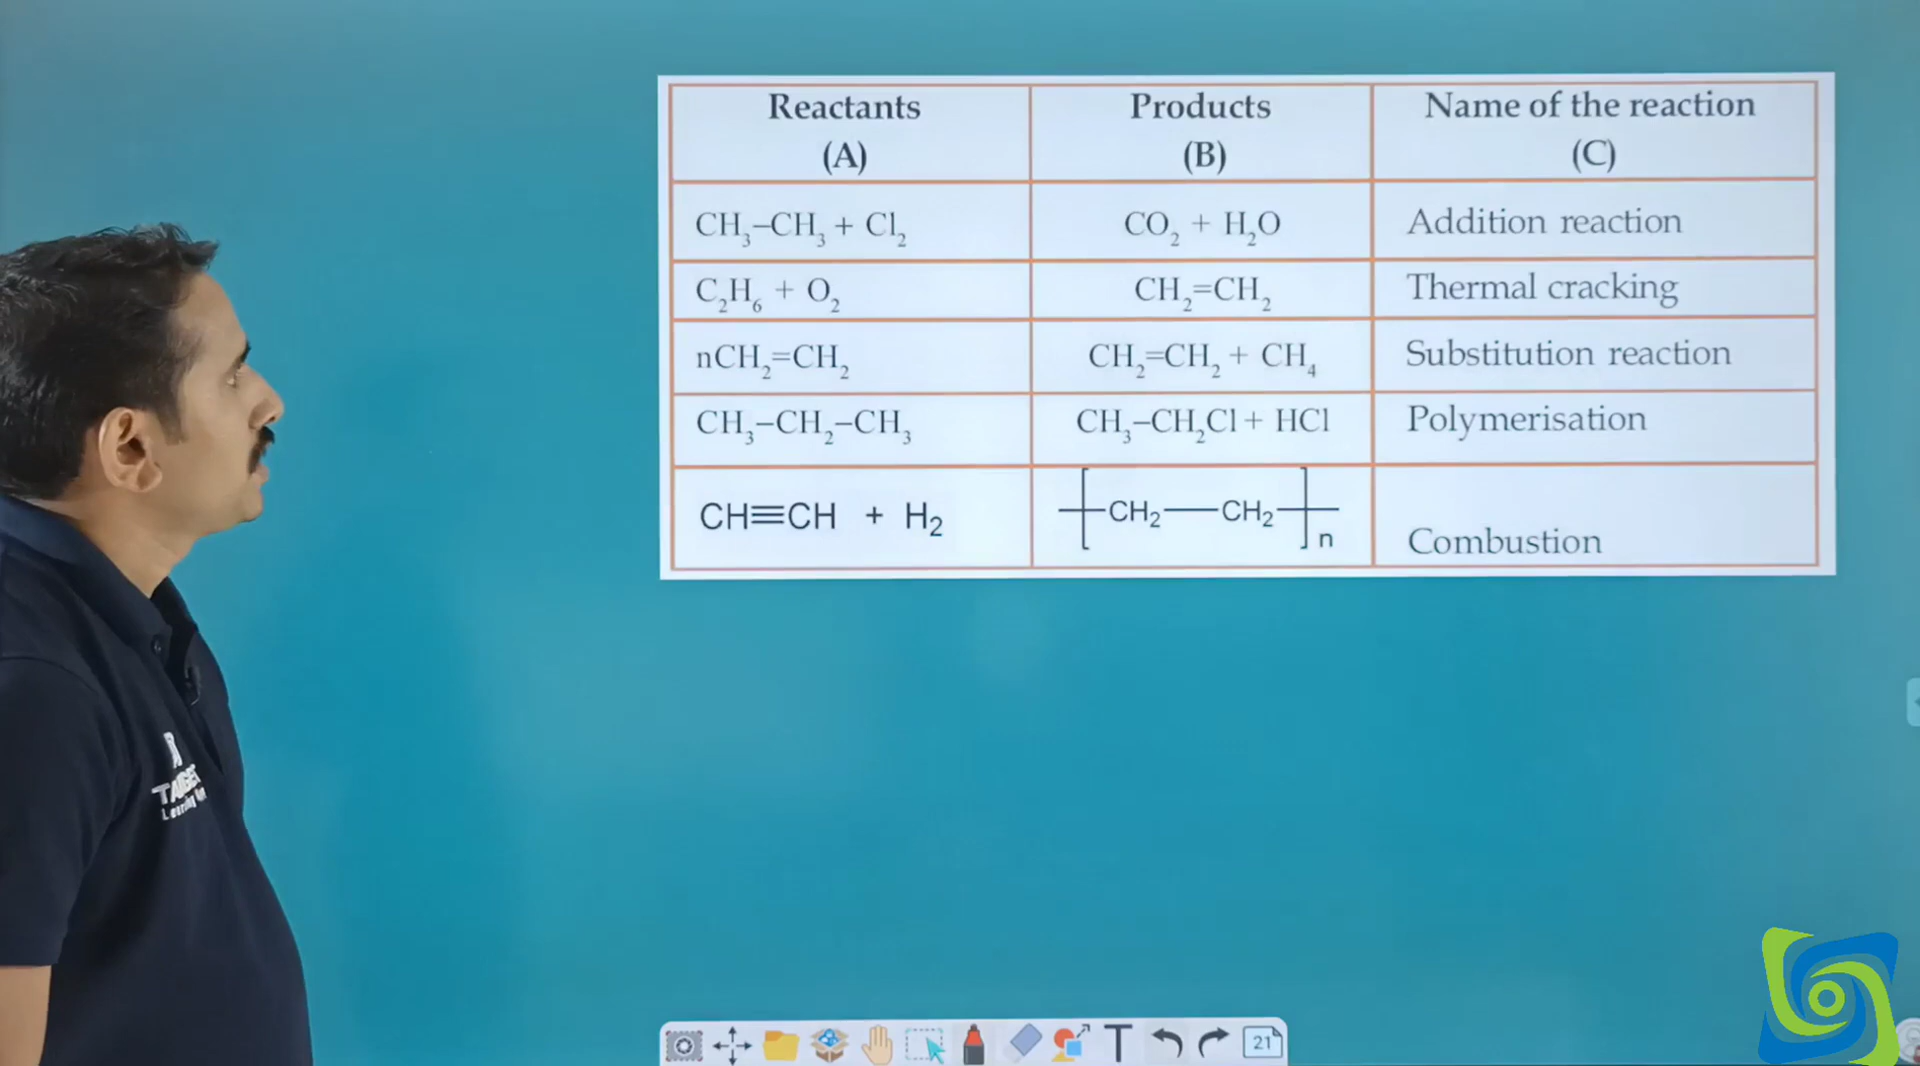 Reactants Products Name of the reaction
(A) (B) (C)
CH₃–CH₃ + Cl₂ CO₂ + H₂O Addition reaction
C₂H₆ + O₂ CH₂=CH₂ Thermal cracking
nCH₂=CH₂ CH₂=CH₂ + CH₄ Substitution reaction
CH₃–CH₂–CH₃ CH₃–CH₂Cl + HCl Polymerisation
CH≡CH + H₂ [CH₂—CH₂]n Combustion
Learning
T
21